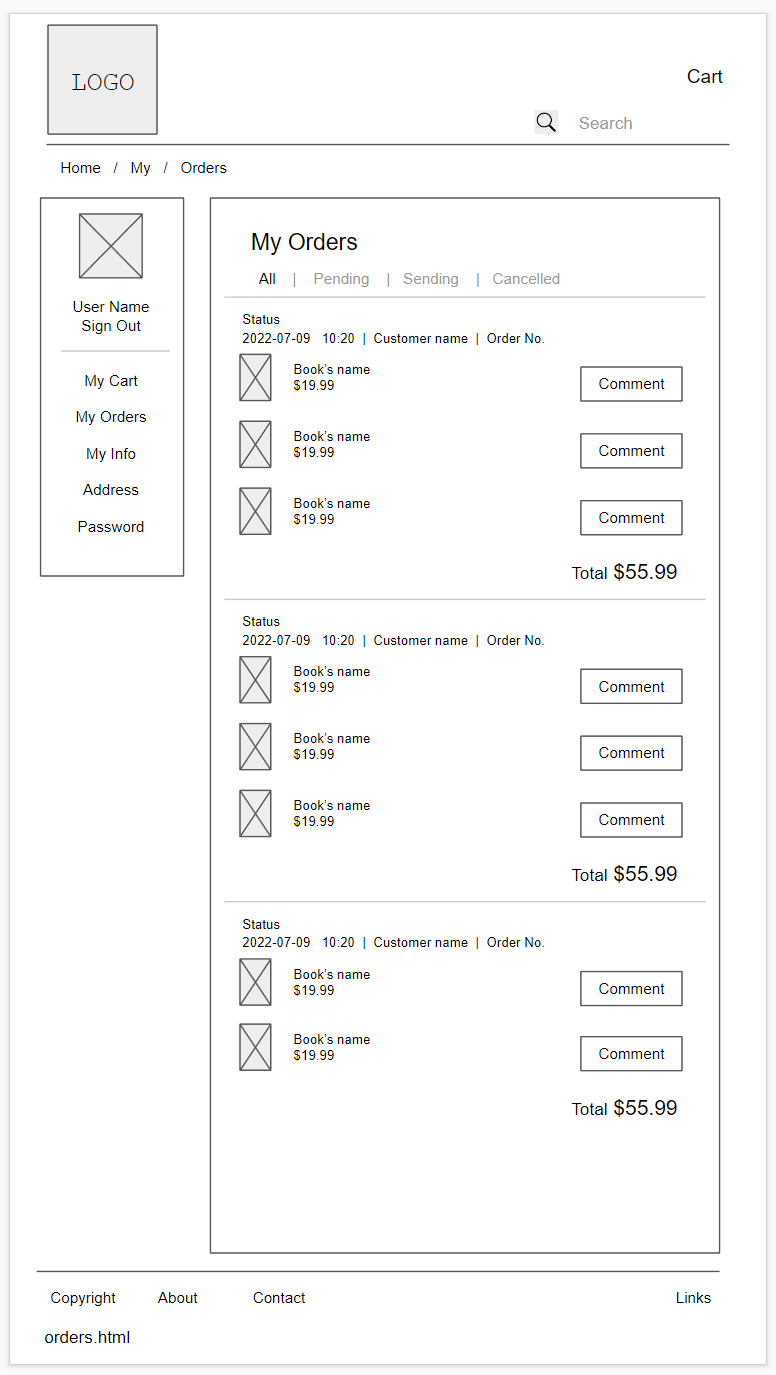 LOGO
Cart
Search
Home / My / Orders
User Name
Sign Out
My Cart
My Orders
My Info
Address
Password
My Orders
All | Pending | Sending | Cancelled
Status
2022-07-09 10:20 | Customer name | Order No.
Book's name
$19.99
Comment
Book's name
$19.99
Comment
Book's name
$19.99
Comment
Total $55.99
Status
2022-07-09 10:20 | Customer name | Order No.
Book's name
$19.99
Comment
Book's name
$19.99
Comment
Book's name
$19.99
Comment
Total $55.99
Status
2022-07-09 10:20 | Customer name | Order No.
Book's name
$19.99
Comment
Book's name
$19.99
Comment
Total $55.99
Copyright About Contact Links
orders.html